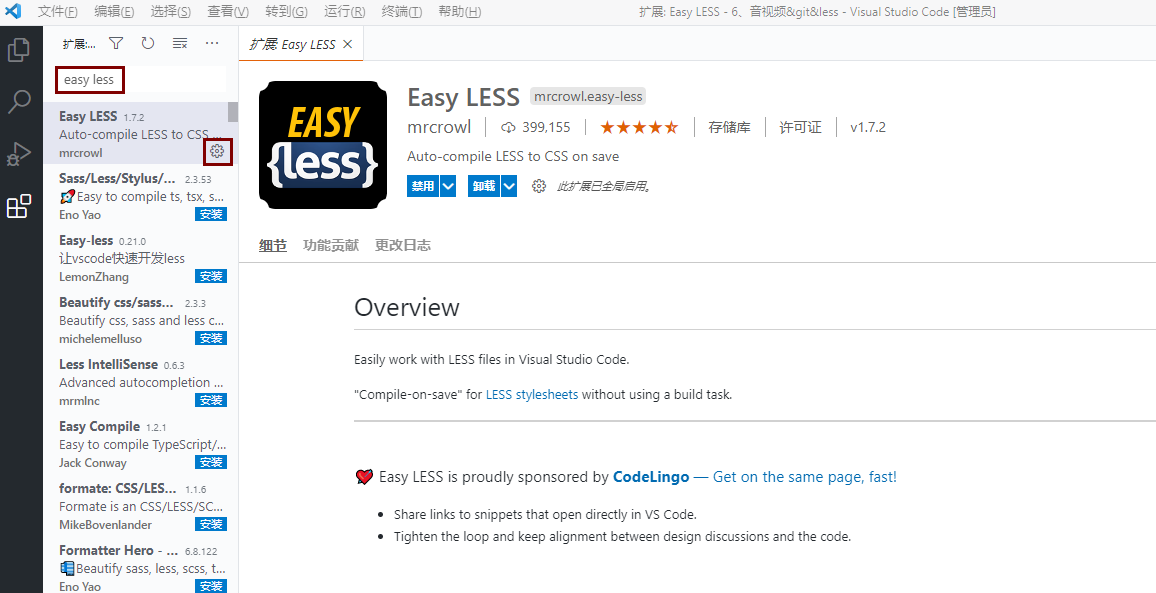 文件(F) 编辑(E) 选择(S) 查看(V) 转到(G) 运行(R) 终端(T) 帮助(H) 扩展: Easy LESS - 6、音视频&git&less - Visual Studio Code [管理员]
扩展:...
扩展: Easy LESS
easy less
Easy LESS 1.7.2
Auto-compile LESS to CSS ...
mrcrowl
Sass/Less/Stylus/... 2.3.53
Easy to compile ts, tsx, s...
Eno Yao 安装
Easy-less 0.21.0
让vscode快速开发less
LemonZhang 安装
Beautify css/sass... 2.3.3
Beautify css, sass and less c...
michelemelluso 安装
Less IntelliSense 0.6.3
Advanced autocompletion ...
mrmlnc 安装
Easy Compile 1.2.1
Easy to compile TypeScript/...
Jack Conway 安装
formate: CSS/LES... 1.1.6
Formate is an CSS/LESS/SC...
MikeBovenlander 安装
Formatter Hero - ... 6.8.122
Beautify sass, less, scss, t...
Eno Yao 安装
EASY
{less}
Easy LESS mrcrowl.easy-less
mrcrowl 399,155 存储库 许可证 v1.7.2
Auto-compile LESS to CSS on save
禁用 卸载 此扩展已全局启用。
细节 功能贡献 更改日志
Overview
Easily work with LESS files in Visual Studio Code.
"Compile-on-save" for LESS stylesheets without using a build task.
Easy LESS is proudly sponsored by CodeLingo — Get on the same page, fast!
• Share links to snippets that open directly in VS Code.
• Tighten the loop and keep alignment between design discussions and the code.